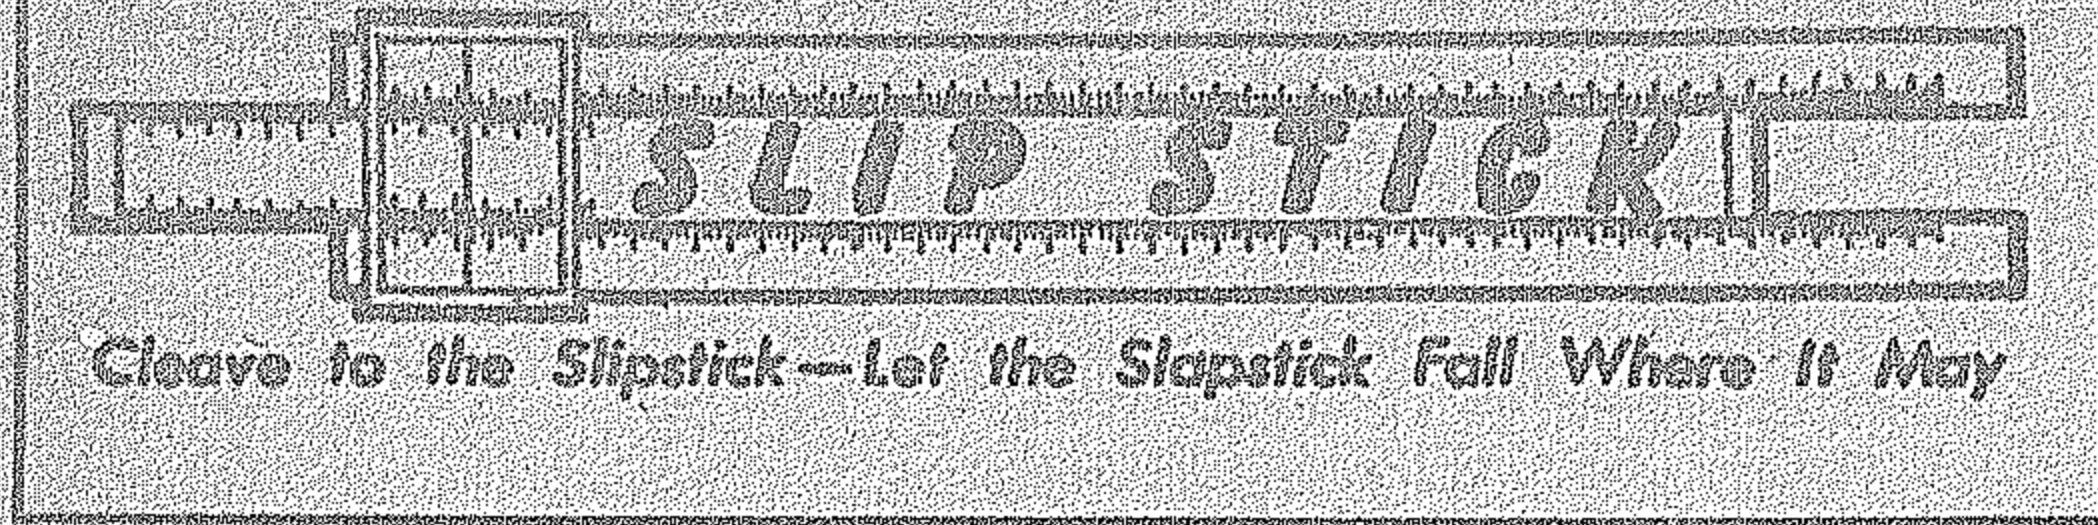 SLIP STICK
Cleave to the Slipstick—Let the Slapstick Fall Where It May